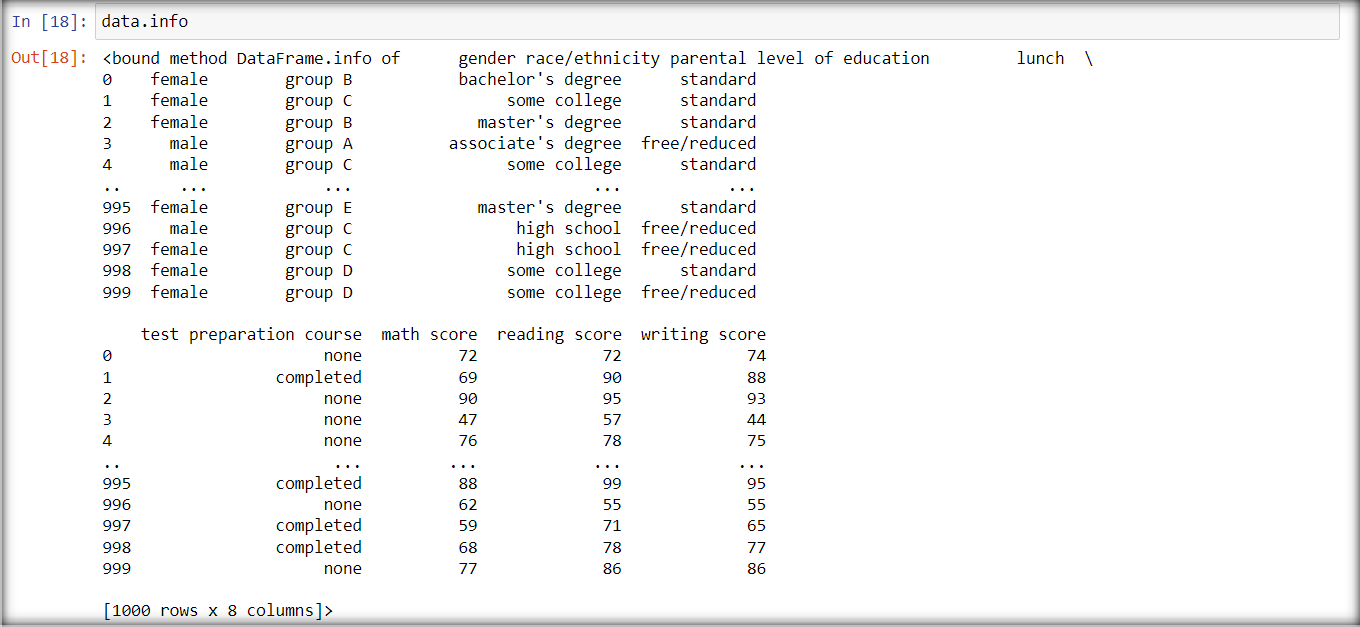 In [18]: data.info
Out[18]: <bound method DataFrame.info of      gender race/ethnicity parental level of education         lunch  \
0    female        group B           bachelor's degree      standard
1    female        group C                some college      standard
2    female        group B             master's degree      standard
3      male        group A          associate's degree  free/reduced
4      male        group C                some college      standard
..      ...            ...                         ...           ...
995  female        group E             master's degree      standard
996    male        group C                 high school  free/reduced
997  female        group C                 high school  free/reduced
998  female        group D                some college      standard
999  female        group D                some college  free/reduced

    test preparation course  math score  reading score  writing score
0                      none          72             72             74
1                 completed          69             90             88
2                      none          90             95             93
3                      none          47             57             44
4                      none          76             78             75
..                      ...         ...            ...            ...
995               completed          88             99             95
996                    none          62             55             55
997               completed          59             71             65
998               completed          68             78             77
999                    none          77             86             86

[1000 rows x 8 columns]>